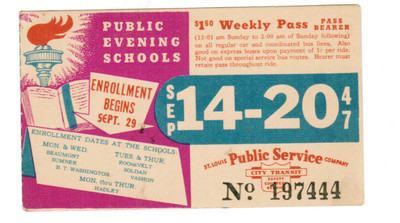 PUBLIC
EVENING
SCHOOLS
ENROLLMENT
BEGINS
SEPT. 29
ENROLLMENT DATES AT THE SCHOOLS:
MON. & WED.
BEAUMONT
SUMNER
B. T. WASHINGTON
TUES & THUR.
ROOSEVELT
SOLDAN
VASHON
MON. thru THUR.
HADLEY
$1.50 Weekly Pass PASS BEARER
(12:01 am Sunday to 2:00 am of Sunday following)
on all regular car and coordinated bus lines. Also
good on express buses upon payment of 1c per ride.
Not good on special service bus routes. Bearer must
retain pass throughout ride.
SEP
14-20
47
ST. LOUIS Public Service COMPANY
CITY TRANSIT
No 197444